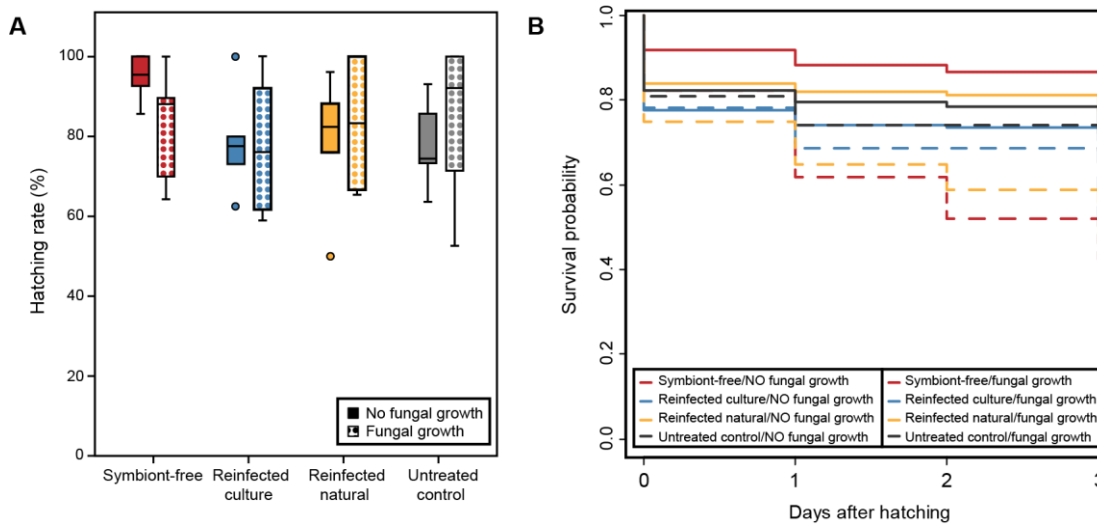 A
Hatching rate (%)
100
80
60
40
20
0
No fungal growth
Fungal growth
Symbiont-free
Reinfected
culture
Reinfected
natural
Untreated
control
B
Survival probability
1.0
0.8
0.6
0.4
0.2
0.0
Symbiont-free/NO fungal growth
Reinfected culture/NO fungal growth
Reinfected natural/NO fungal growth
Untreated control/NO fungal growth
Symbiont-free/fungal growth
Reinfected culture/fungal growth
Reinfected natural/fungal growth
Untreated control/fungal growth
0
1
2
3
Days after hatching